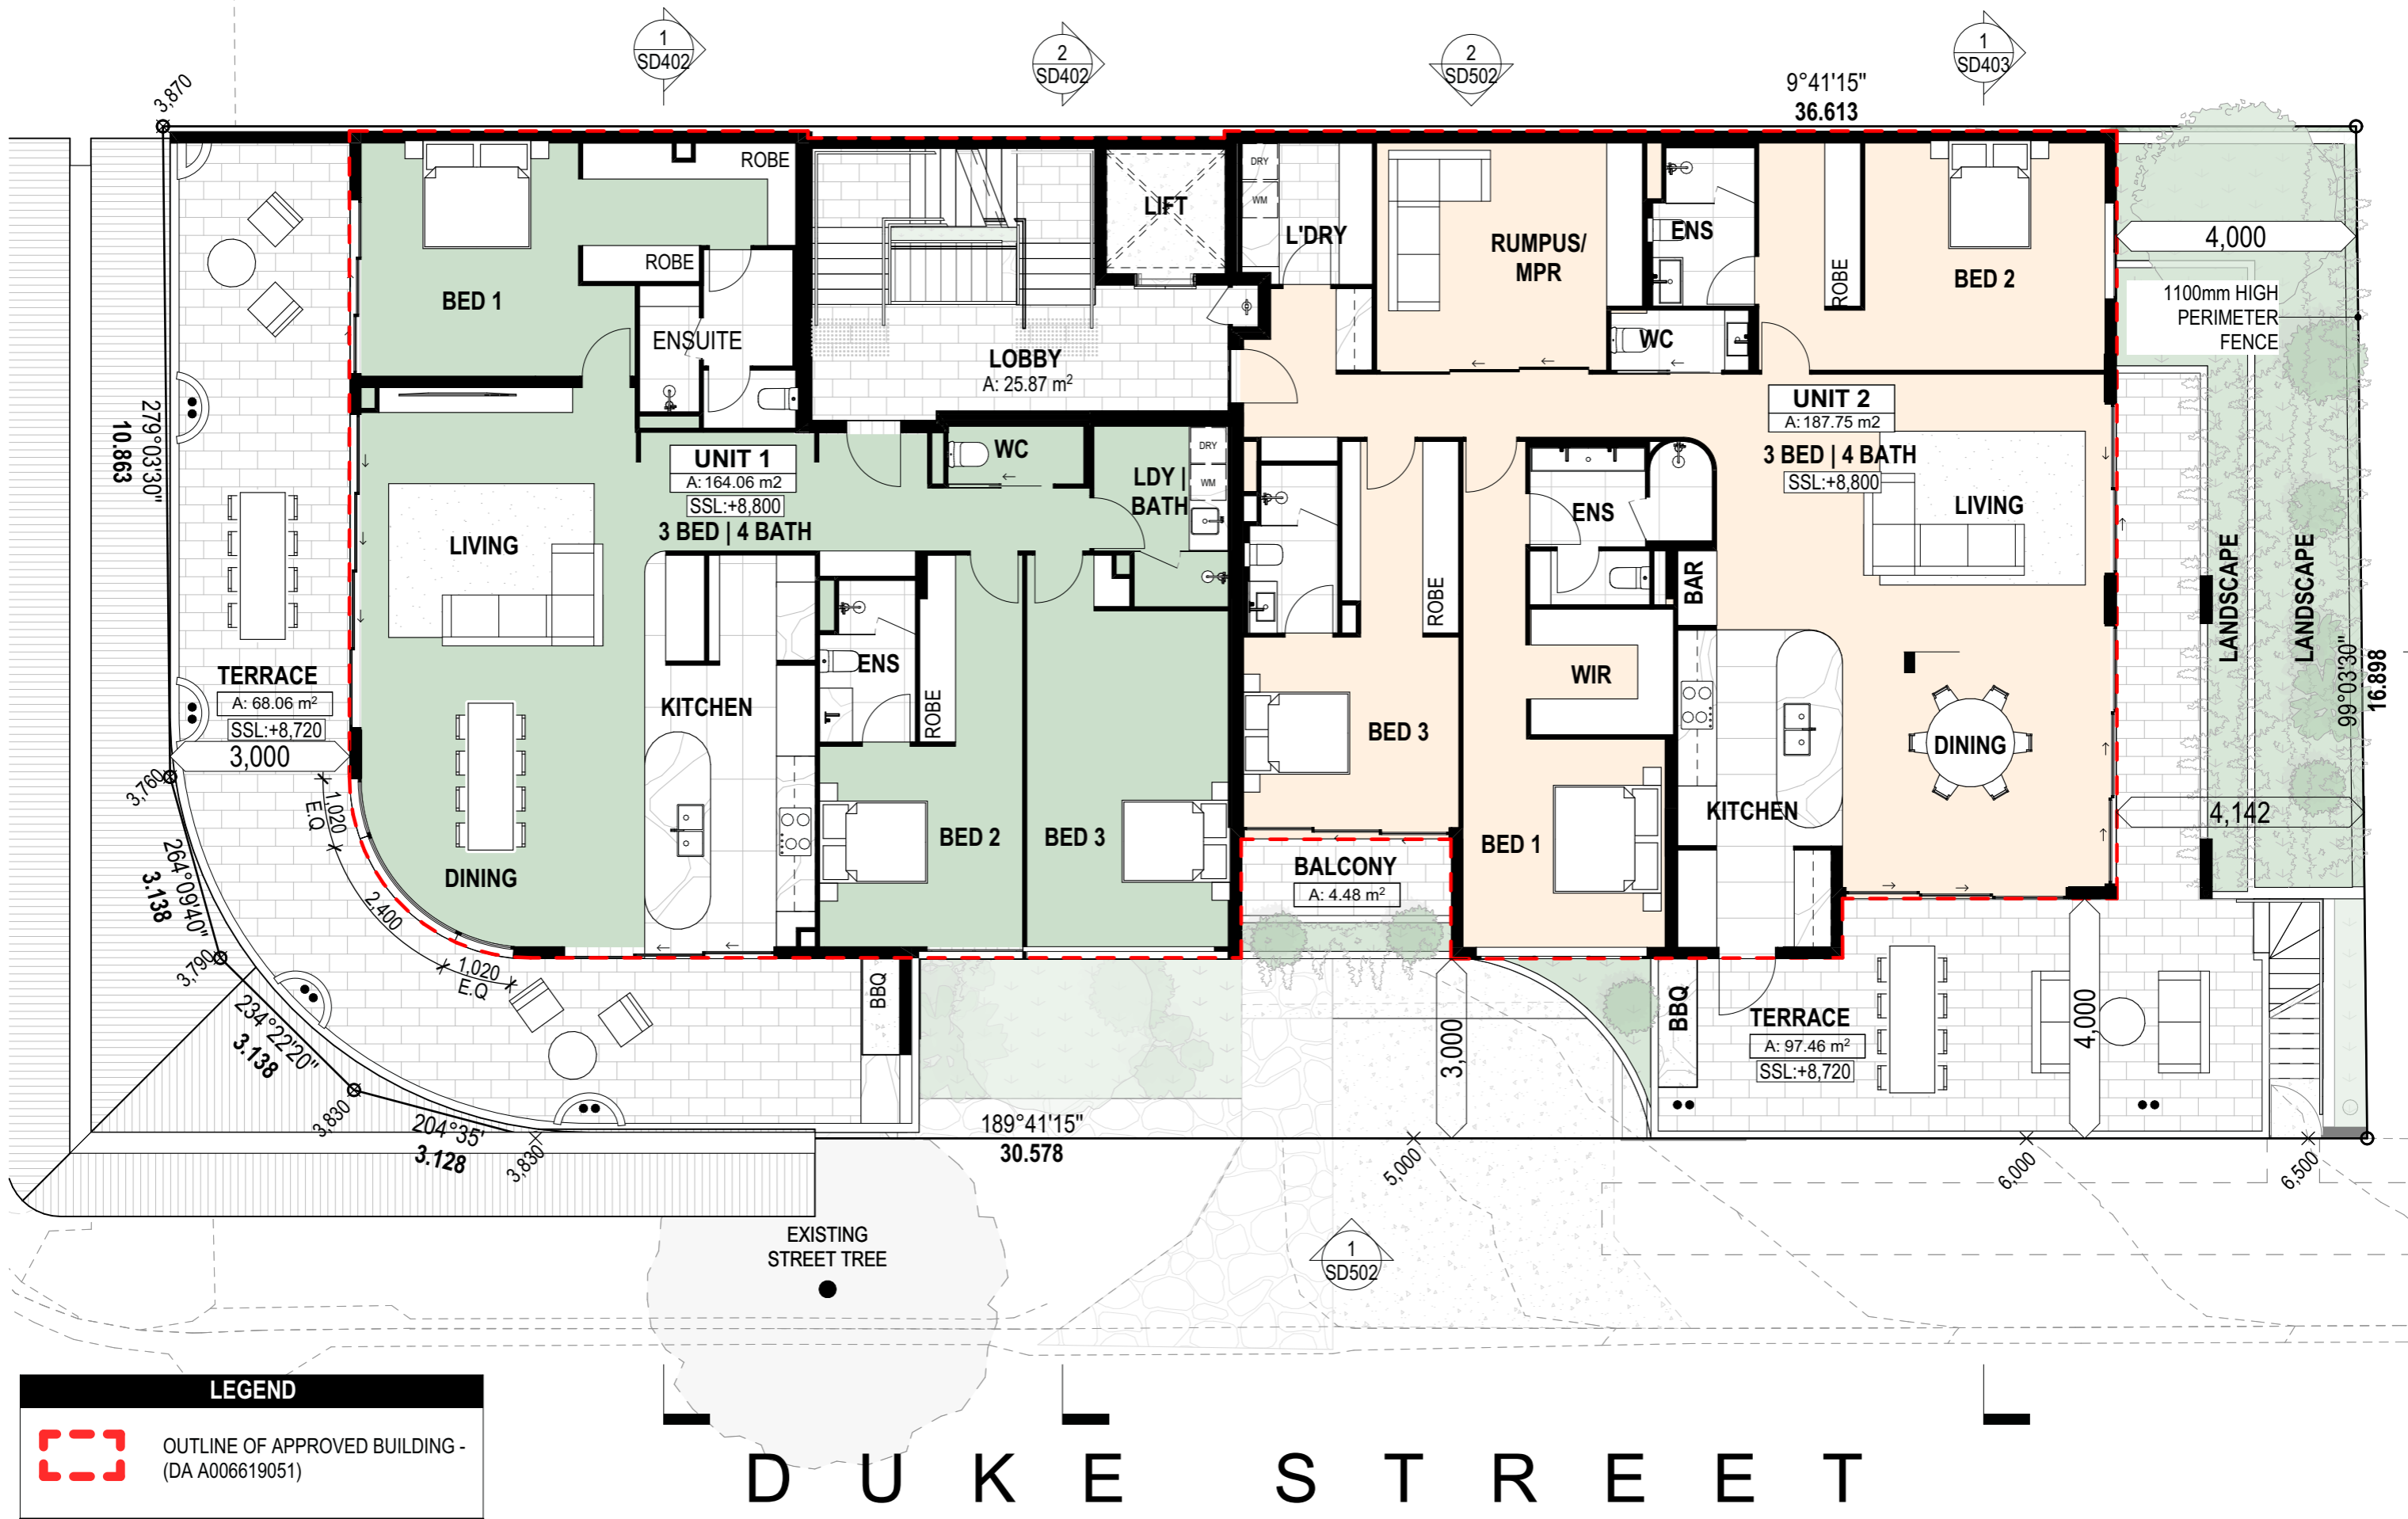 1
SD402
2
SD402
2
SD502
1
SD403
3,870
9°41'15"
36.613
ROBE
DRY
WM
LIFT
L'DRY
RUMPUS/
MPR
ENS
ROBE
BED 2
4,000
1100mm HIGH
PERIMETER
FENCE
BED 1
ROBE
ENSUITE
LOBBY
A: 25.87 m²
WC
279°03'30"
10.863
UNIT 1
A: 164.06 m2
SSL:+8,800
3 BED | 4 BATH
WC
LDY |
BATH
DRY
WM
UNIT 2
A: 187.75 m2
3 BED | 4 BATH
SSL:+8,800
LIVING
LIVING
ENS
BAR
ROBE
LANDSCAPE
LANDSCAPE
TERRACE
A: 68.06 m²
SSL:+8,720
3,000
KITCHEN
ENS
ROBE
WIR
BED 3
DINING
99°03'30"
16.898
3,760
1,020
E.Q
264°09'40"
3.138
2,400
DINING
BED 2
BED 3
BALCONY
A: 4.48 m²
BED 1
KITCHEN
4,142
3,790
1,020
E.Q
BBQ
234°22'20"
3.138
3,000
BBQ
TERRACE
A: 97.46 m²
SSL:+8,720
4,000
3,830
204°35'
3.128
3,830
189°41'15"
30.578
5,000
6,000
6,500
EXISTING
STREET TREE
1
SD502
LEGEND
OUTLINE OF APPROVED BUILDING -
(DA A006619051)
DUKE STREET